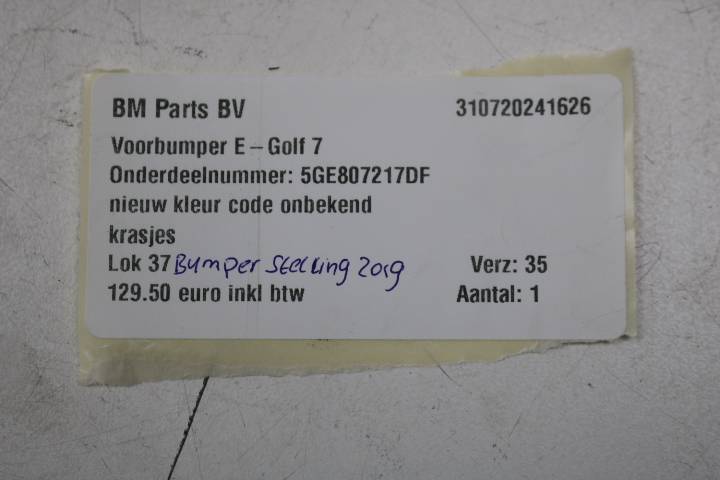 BM Parts BV 310720241626
Voorbumper E – Golf 7
Onderdeelnummer: 5GE807217DF
nieuw kleur code onbekend
krasjes
Lok 37 Bumper Stelling 2019 Verz: 35
129.50 euro inkl btw Aantal: 1